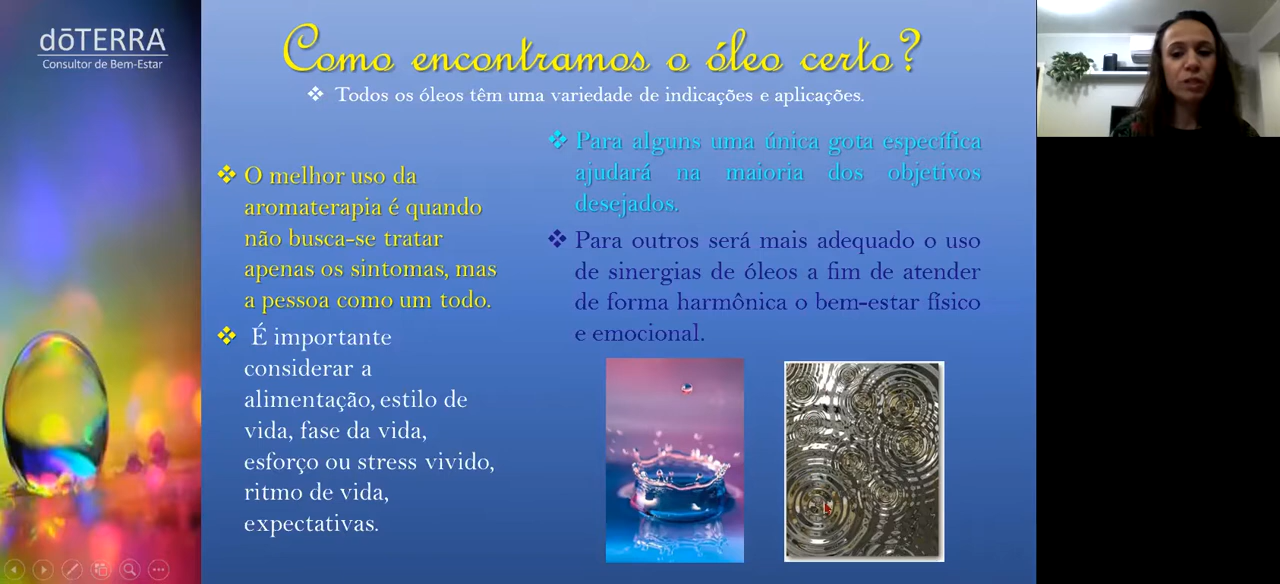 dōTERRA
Consultor de Bem-Estar
Como encontramos o óleo certo?
Todos os óleos têm uma variedade de indicações e aplicações.
O melhor uso da
aromaterapia é quando
não busca-se tratar
apenas os sintomas, mas
a pessoa como um todo.
É importante
considerar a
alimentação, estilo de
vida, fase da vida,
esforço ou stress vivido,
ritmo de vida,
expectativas.
Para alguns uma única gota específica
ajudará na maioria dos objetivos
desejados.
Para outros será mais adequado o uso
de sinergias de óleos a fim de atender
de forma harmônica o bem-estar físico
e emocional.